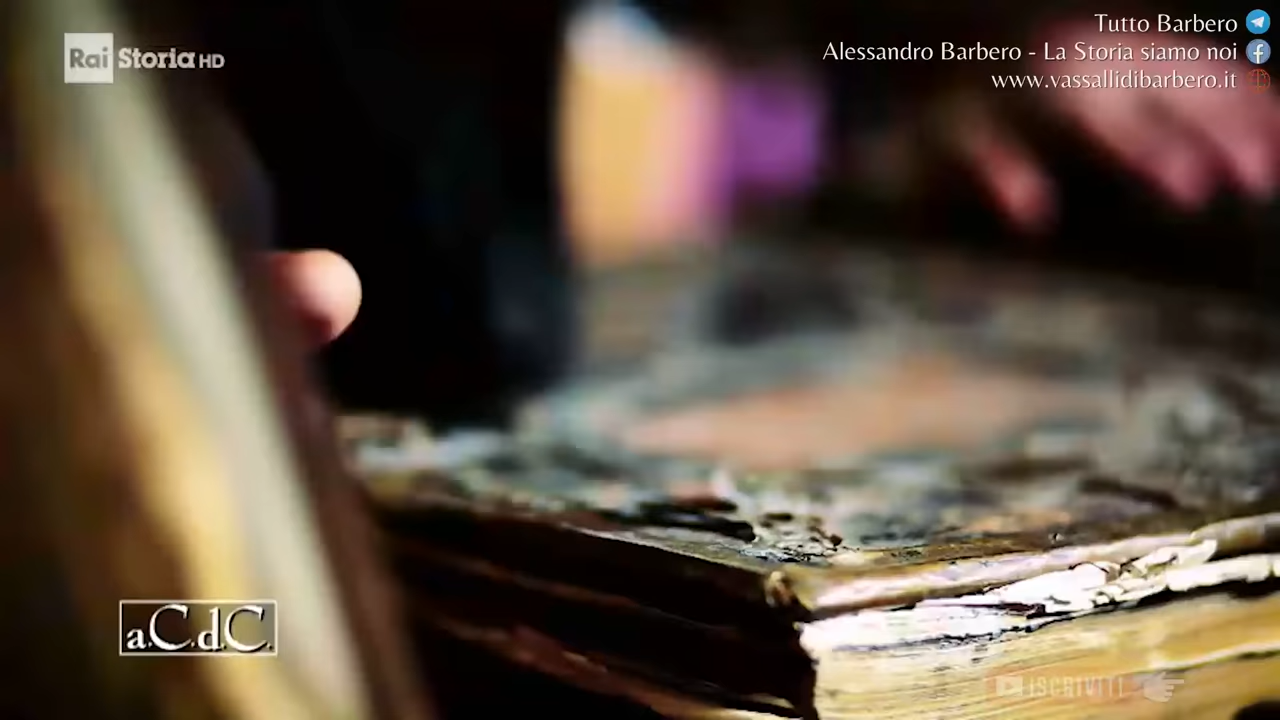 Rai Storia HD
Tutto Barbero
Alessandro Barbero - La Storia siamo noi
www.vassallidibarbero.it
a.C.d.C.
ISCRIVITI